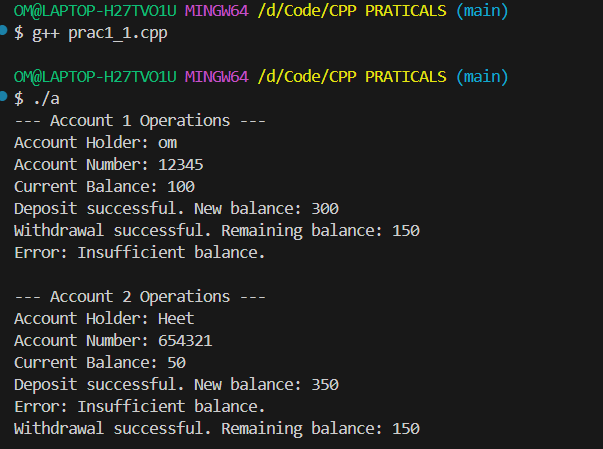 OM@LAPTOP-H27TVO1U MINGW64 /d/Code/CPP PRATICALS (main)
$ g++ prac1_1.cpp
OM@LAPTOP-H27TVO1U MINGW64 /d/Code/CPP PRATICALS (main)
$ ./a
--- Account 1 Operations ---
Account Holder: om
Account Number: 12345
Current Balance: 100
Deposit successful. New balance: 300
Withdrawal successful. Remaining balance: 150
Error: Insufficient balance.
--- Account 2 Operations ---
Account Holder: Heet
Account Number: 654321
Current Balance: 50
Deposit successful. New balance: 350
Error: Insufficient balance.
Withdrawal successful. Remaining balance: 150